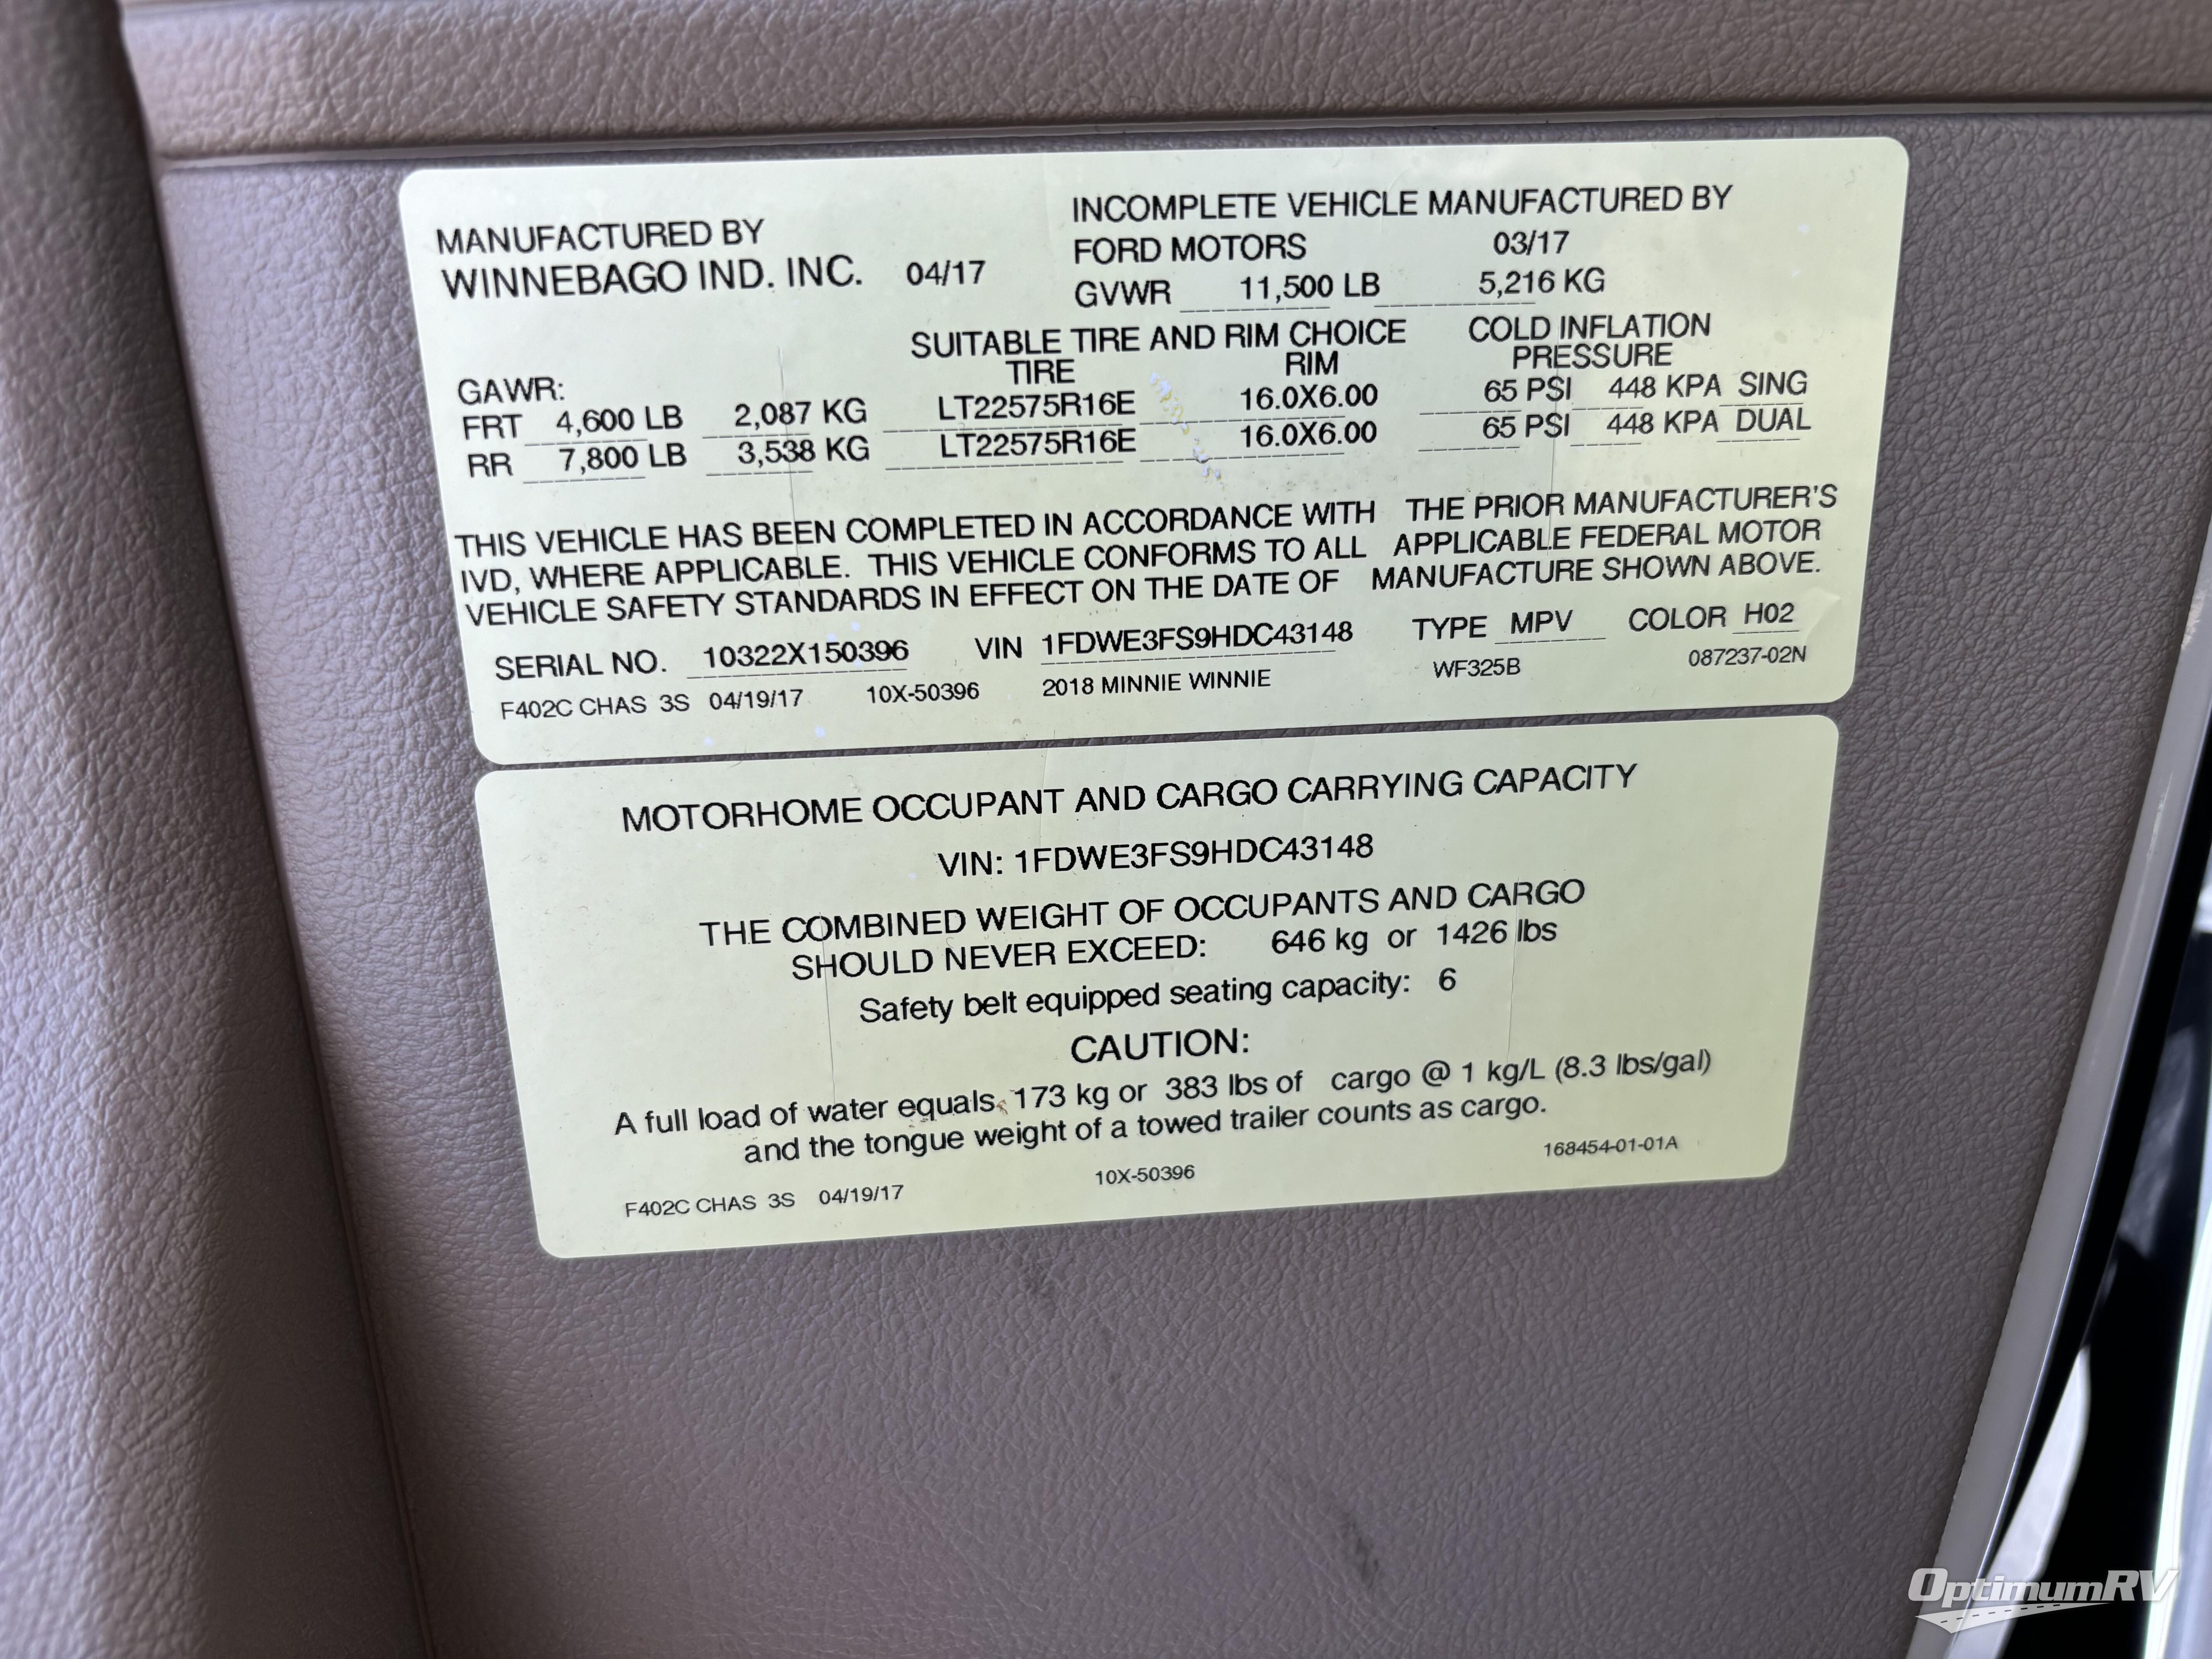 MANUFACTURED BY
WINNEBAGO IND. INC. 04/17
INCOMPLETE VEHICLE MANUFACTURED BY
FORD MOTORS 03/17
GVWR 11,500 LB 5,216 KG
SUITABLE TIRE AND RIM CHOICE
TIRE RIM
COLD INFLATION
PRESSURE
GAWR:
FRT 4,600 LB 2,087 KG LT22575R16E 16.0X6.00 65 PSI 448 KPA SING
RR 7,800 LB 3,538 KG LT22575R16E 16.0X6.00 65 PSI 448 KPA DUAL
THIS VEHICLE HAS BEEN COMPLETED IN ACCORDANCE WITH THE PRIOR MANUFACTURER'S
IVD, WHERE APPLICABLE. THIS VEHICLE CONFORMS TO ALL APPLICABLE FEDERAL MOTOR
VEHICLE SAFETY STANDARDS IN EFFECT ON THE DATE OF MANUFACTURE SHOWN ABOVE.
SERIAL NO. 10322X150396 VIN 1FDWE3FS9HDC43148 TYPE MPV COLOR H02
F402C CHAS 3S 04/19/17 10X-50396 2018 MINNIE WINNIE WF325B 087237-02N
MOTORHOME OCCUPANT AND CARGO CARRYING CAPACITY
VIN: 1FDWE3FS9HDC43148
THE COMBINED WEIGHT OF OCCUPANTS AND CARGO
SHOULD NEVER EXCEED: 646 kg or 1426 lbs
Safety belt equipped seating capacity: 6
CAUTION:
A full load of water equals 173 kg or 383 lbs of cargo @ 1 kg/L (8.3 lbs/gal)
and the tongue weight of a towed trailer counts as cargo.
F402C CHAS 3S 04/19/17 10X-50396 168454-01-01A
OptimumRV